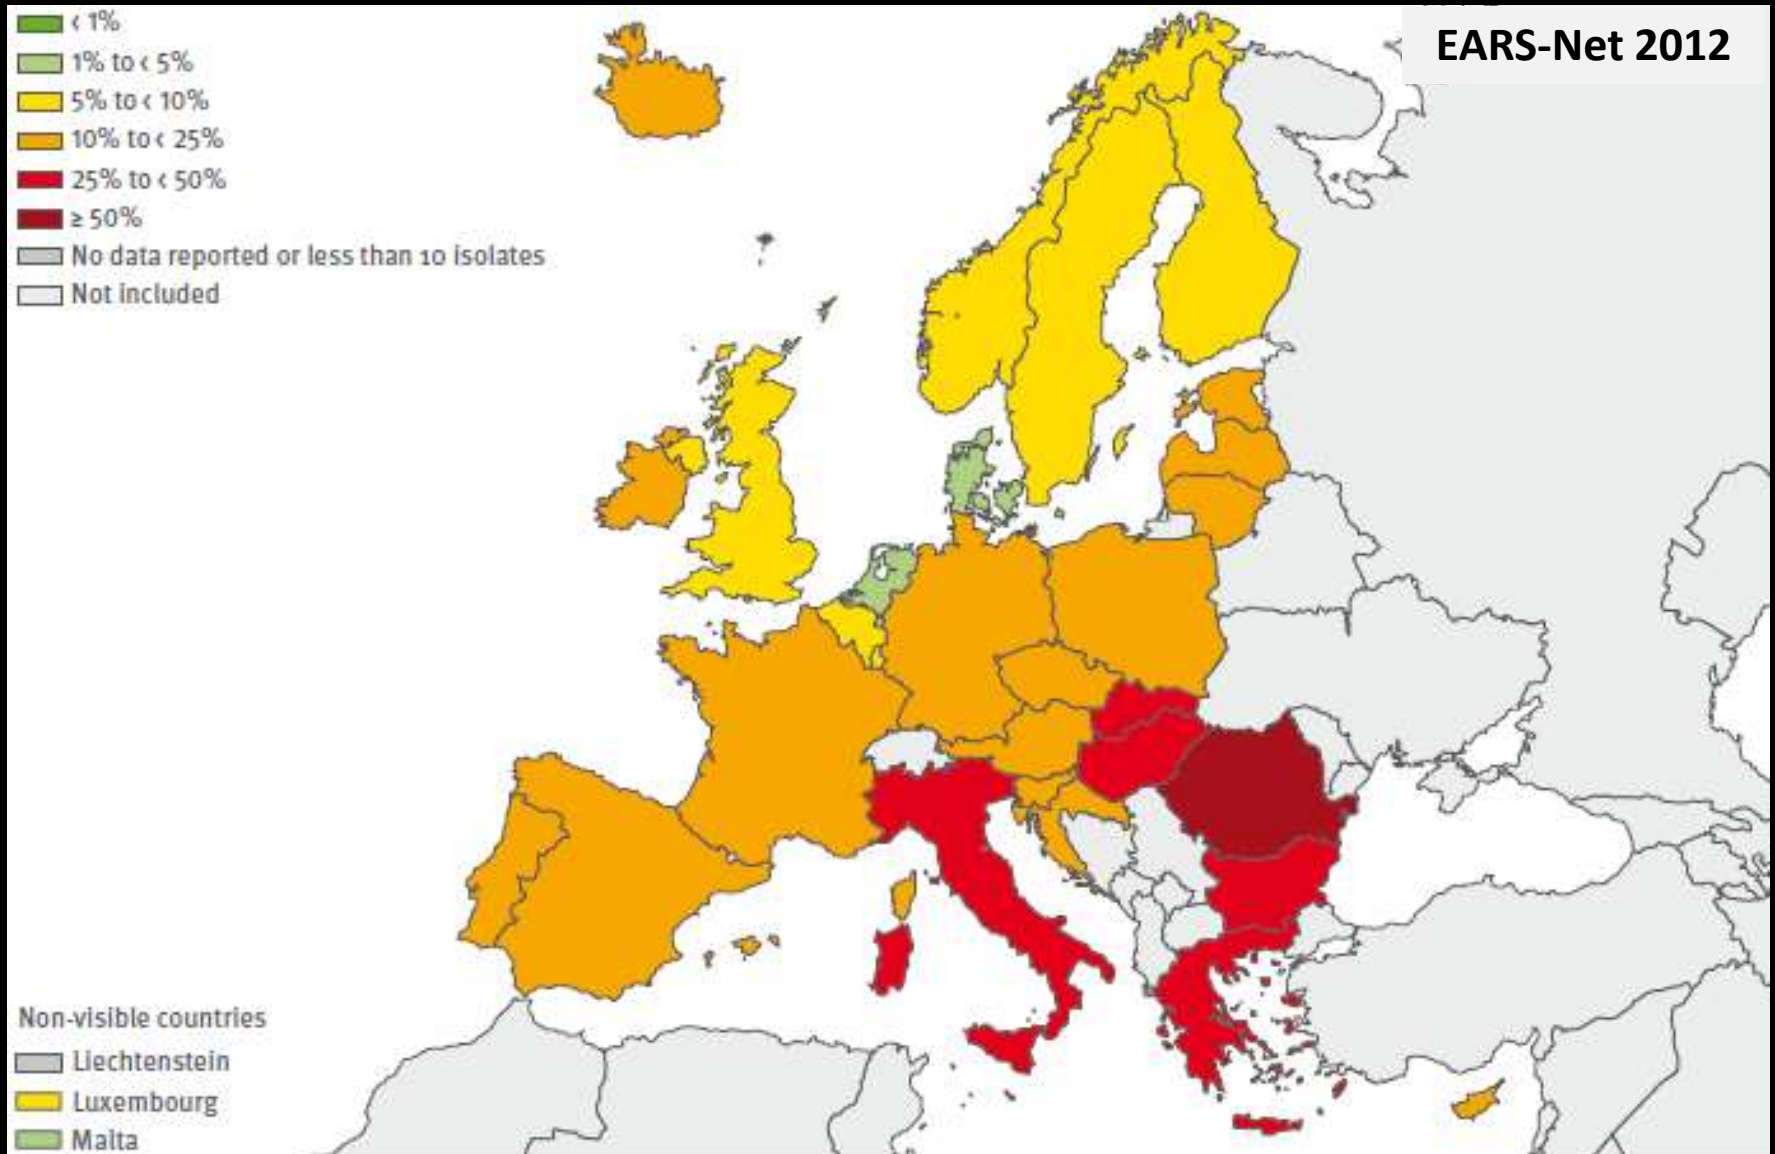 < 1%
1% to < 5%
5% to < 10%
10% to < 25%
25% to < 50%
≥ 50%
No data reported or less than 10 isolates
Not included
EARS-Net 2012
Non-visible countries
Liechtenstein
Luxembourg
Malta